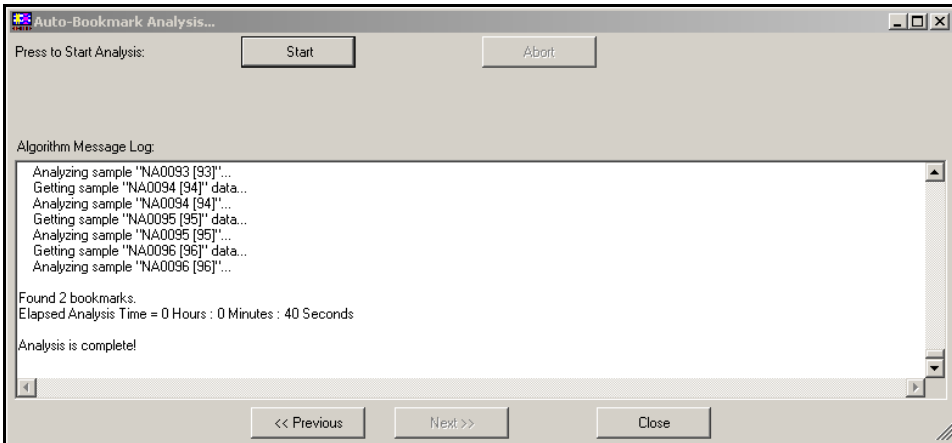 Auto-Bookmark Analysis...
Press to Start Analysis:
Start
Abort
Algorithm Message Log:
Analyzing sample "NA0093 [93]"...
Getting sample "NA0094 [94]" data...
Analyzing sample "NA0094 [94]"...
Getting sample "NA0095 [95]" data...
Analyzing sample "NA0095 [95]"...
Getting sample "NA0096 [96]" data...
Analyzing sample "NA0096 [96]"...
Found 2 bookmarks.
Elapsed Analysis Time = 0 Hours : 0 Minutes : 40 Seconds
Analysis is complete!
<< Previous
Next >>
Close